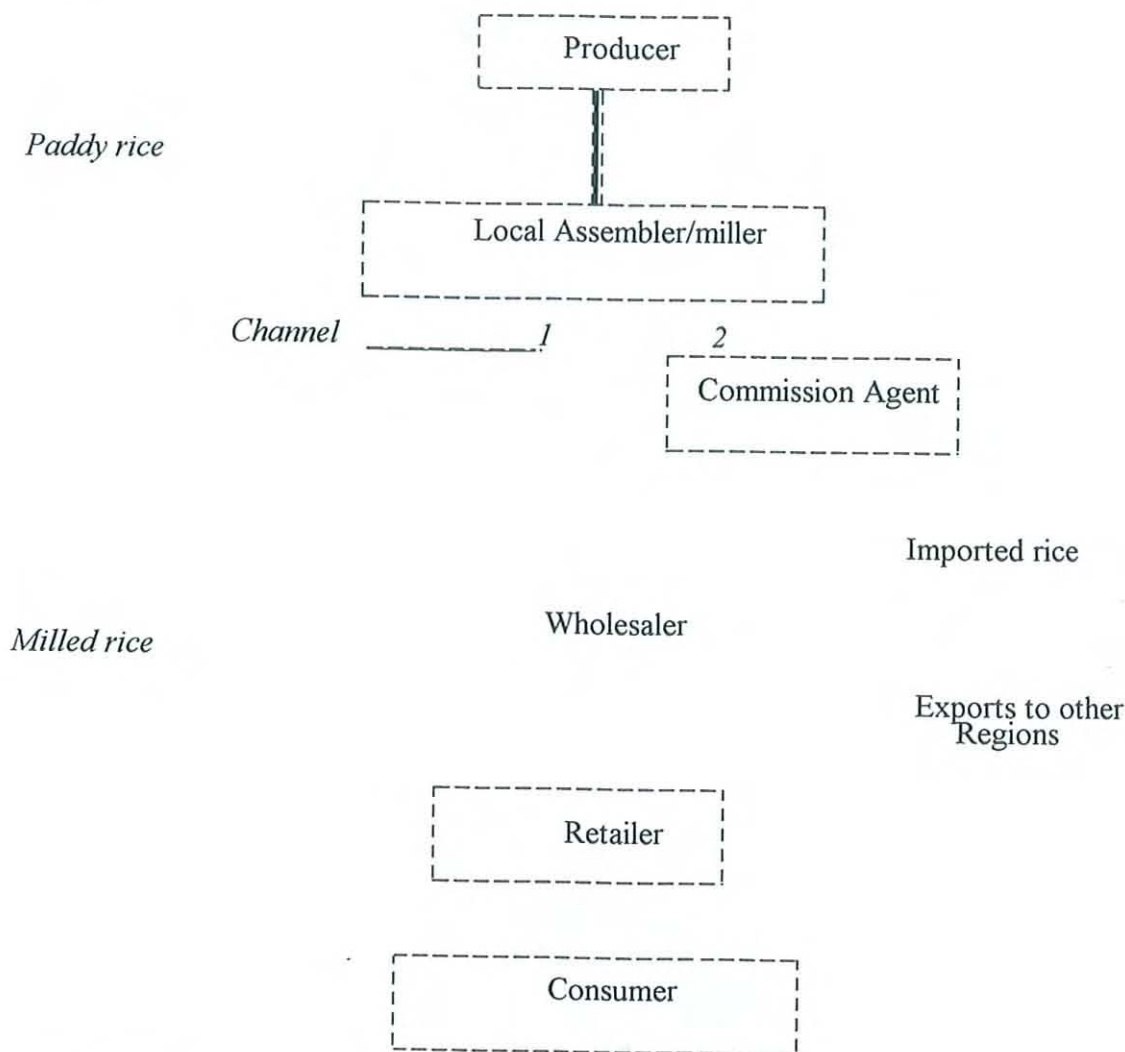 Producer
Paddy rice
Local Assembler/miller
Channel 1 2
Commission Agent
Imported rice
Wholesaler
Milled rice
Exports to other
Regions
Retailer
Consumer